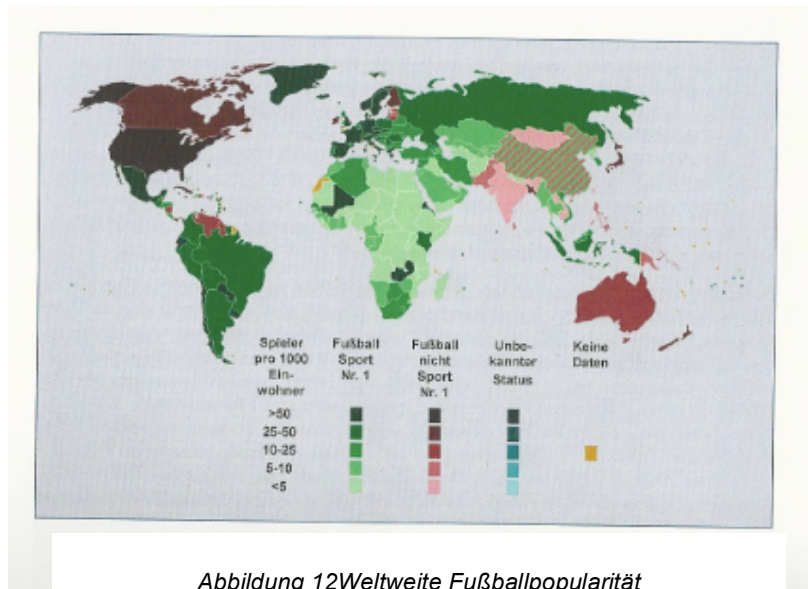 Spieler
pro 1000
Ein-
wohner
Fußball
Sport
Nr. 1
Fußball
nicht
Sport
Nr. 1
Unbe-
kannter
Status
Keine
Daten
>50
25-50
10-25
5-10
<5
Abbildung 12Weltweite Fußballpopularität